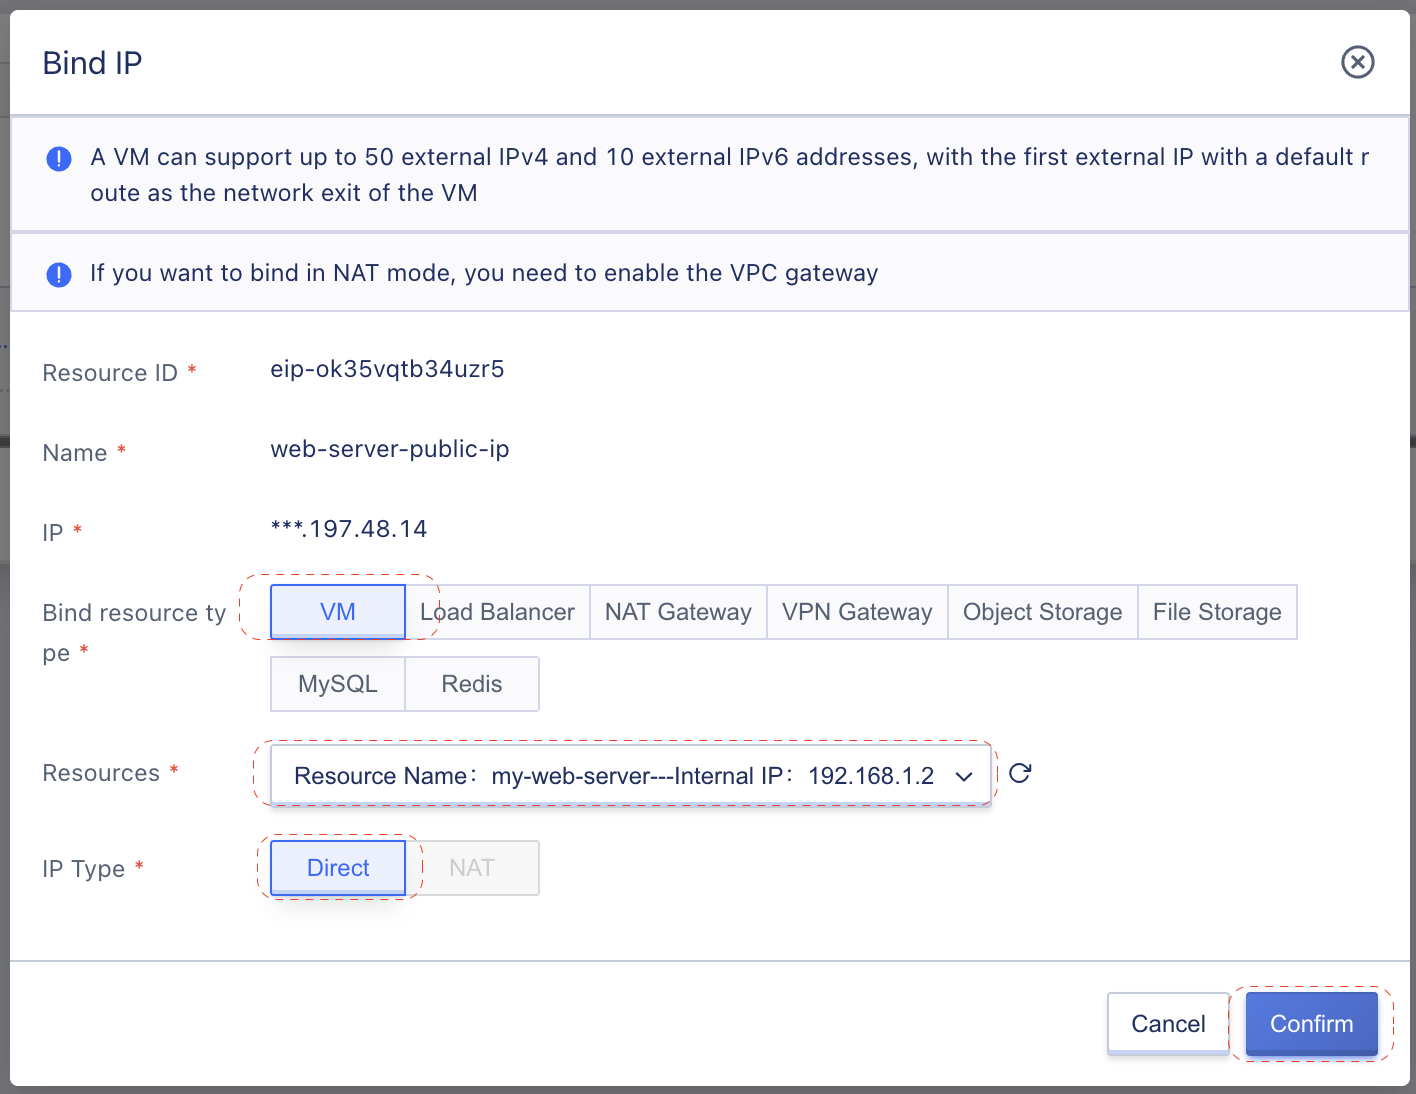 Bind IP
A VM can support up to 50 external IPv4 and 10 external IPv6 addresses, with the first external IP with a default r
oute as the network exit of the VM
If you want to bind in NAT mode, you need to enable the VPC gateway
Resource ID * eip-ok35vqtb34uzr5
Name * web-server-public-ip
IP * ***.197.48.14
Bind resource ty
pe *
VM Load Balancer NAT Gateway VPN Gateway Object Storage File Storage
MySQL Redis
Resources * Resource Name：my-web-server---Internal IP：192.168.1.2
IP Type * Direct NAT
Cancel Confirm